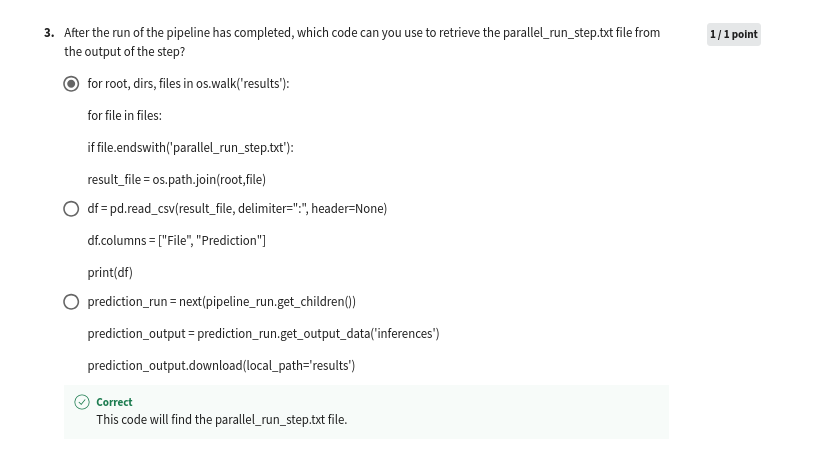 3. After the run of the pipeline has completed, which code can you use to retrieve the parallel_run_step.txt file from
the output of the step?
1 / 1 point
for root, dirs, files in os.walk('results'):
for file in files:
if file.endswith('parallel_run_step.txt'):
result_file = os.path.join(root,file)
df = pd.read_csv(result_file, delimiter=":", header=None)
df.columns = ["File", "Prediction"]
print(df)
prediction_run = next(pipeline_run.get_children())
prediction_output = prediction_run.get_output_data('inferences')
prediction_output.download(local_path='results')
Correct
This code will find the parallel_run_step.txt file.